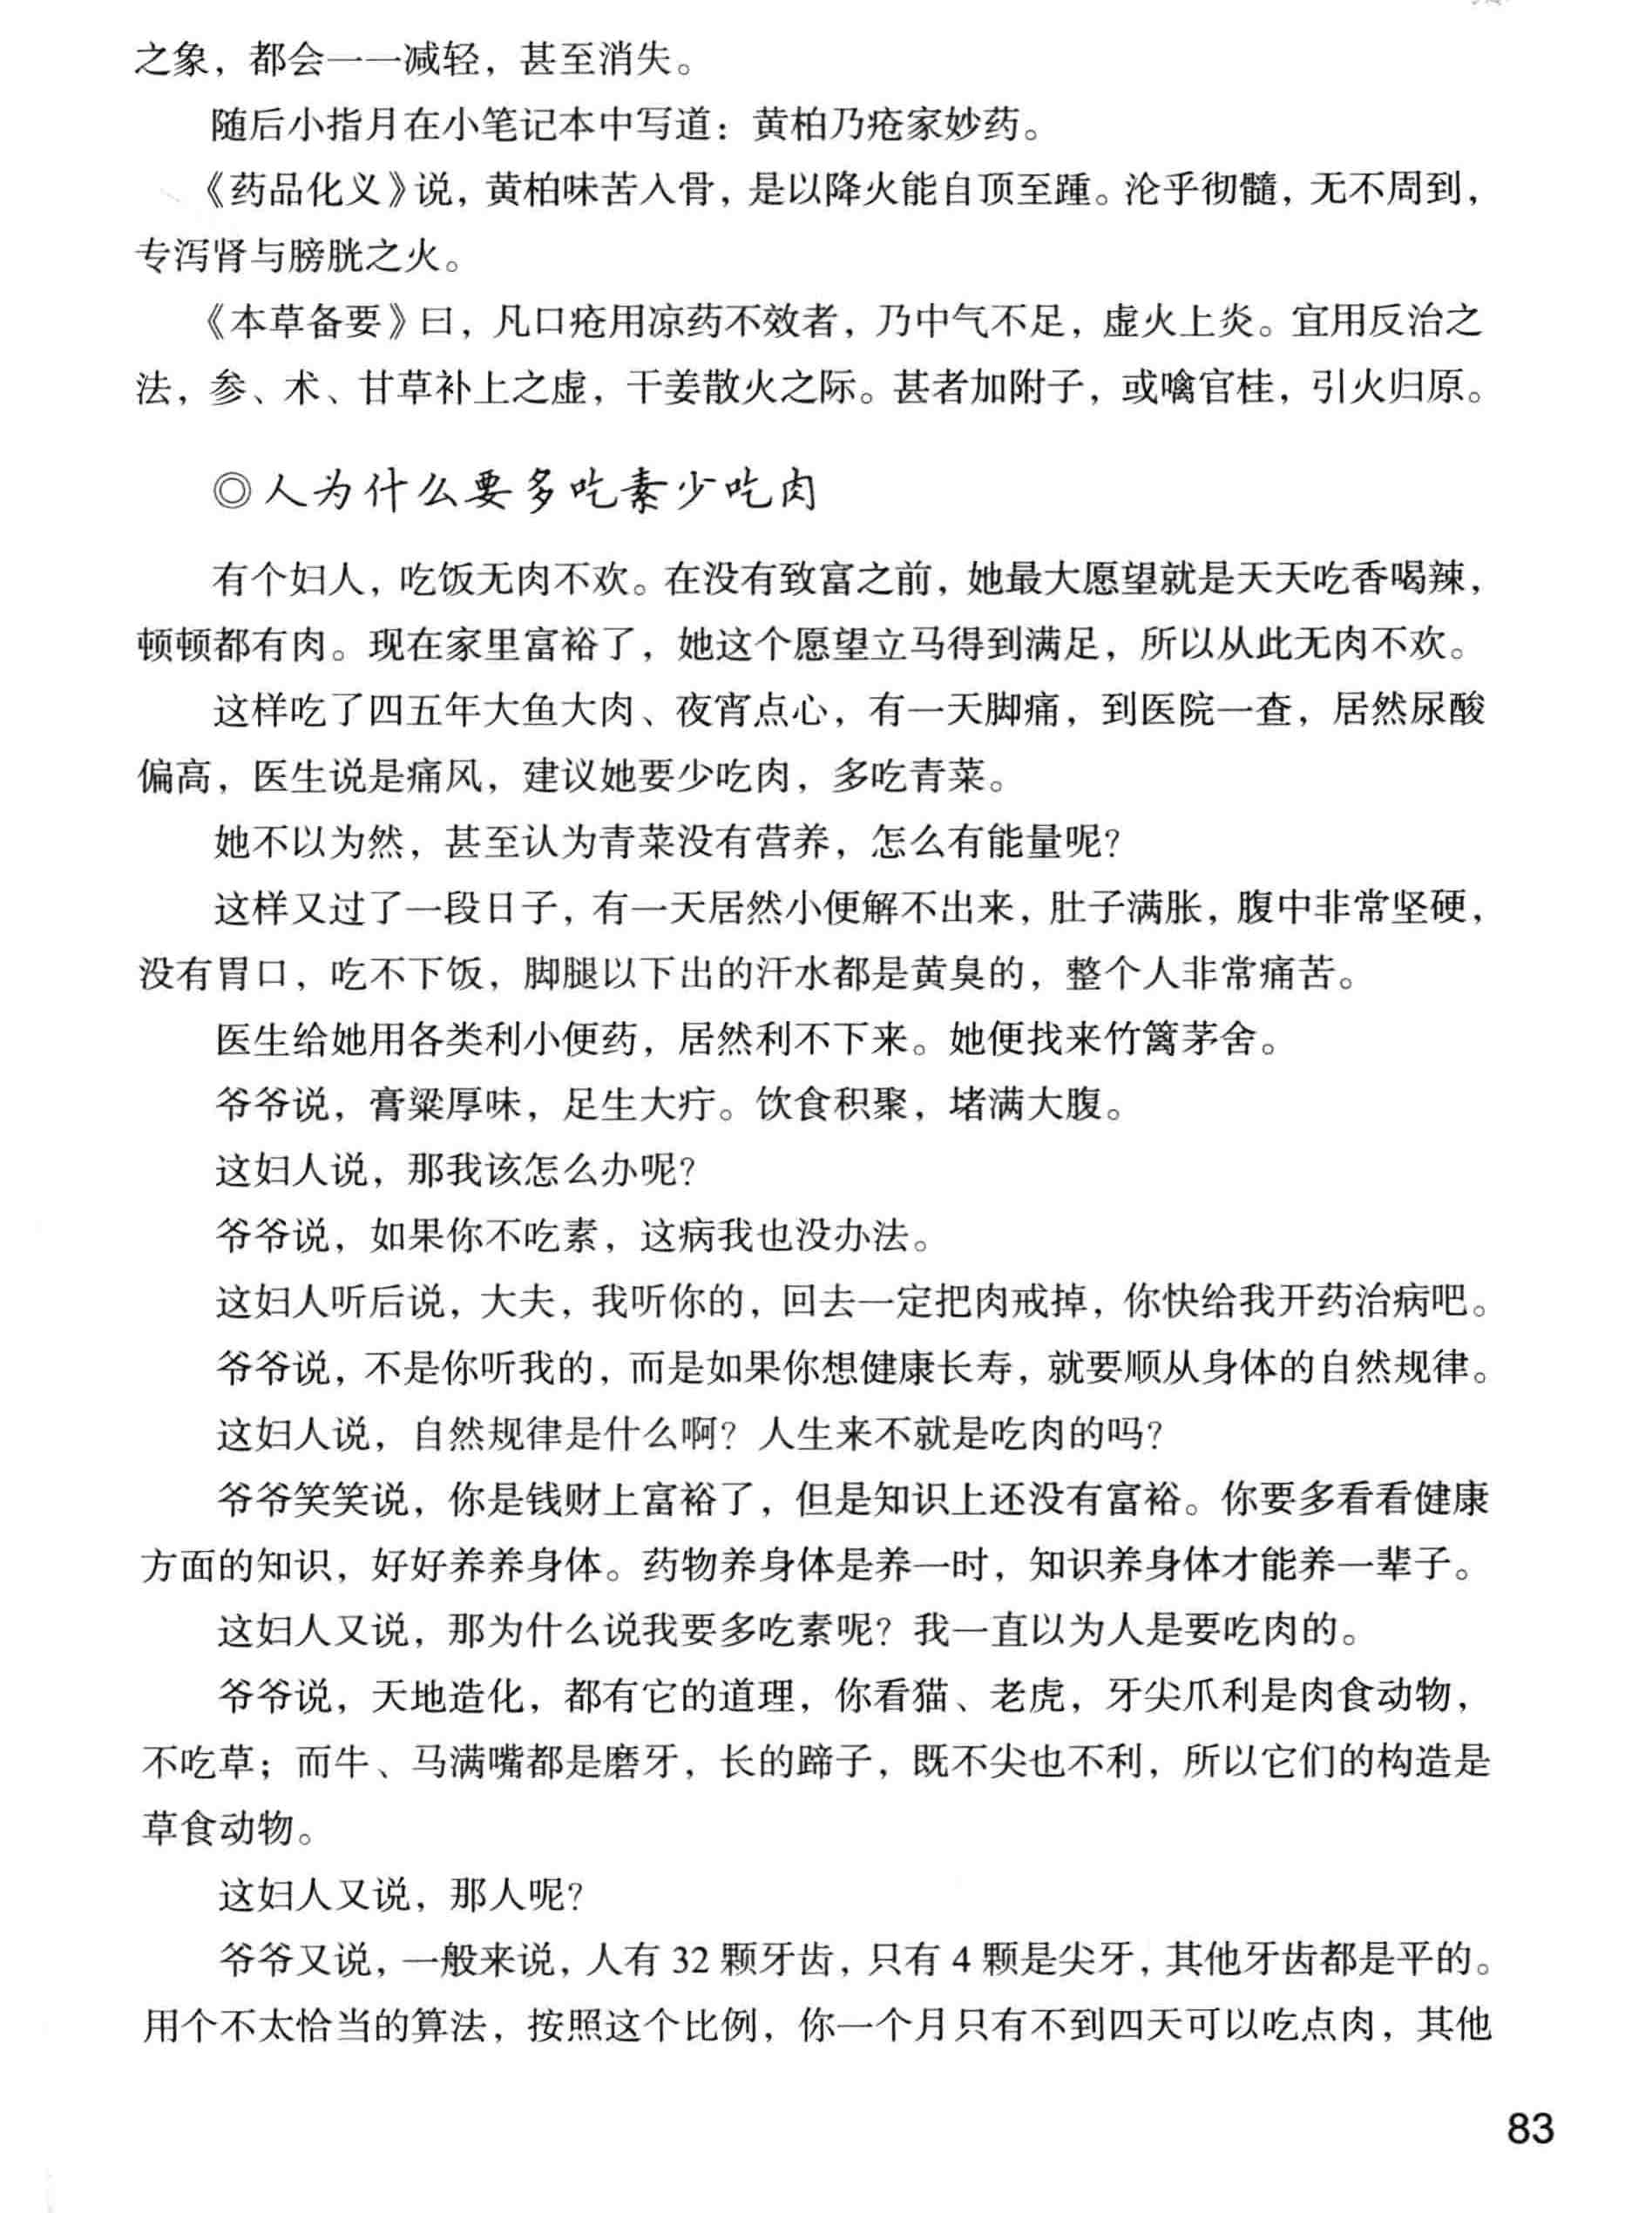 之象，都会一一减轻，甚至消失。
随后小指月在小笔记本中写道：黄柏乃疮家妙药。
《药品化义》说，黄柏味苦入骨，是以降火能自顶至踵。沦乎彻髓，无不周到，
专泻肾与膀胱之火。
《本草备要》曰，凡口疮用凉药不效者，乃中气不足，虚火上炎。宜用反治之
法，参、术、甘草补上之虚，干姜散火之际。甚者加附子，或噙官桂，引火归原。
◎人为什么要多吃素少吃肉
有个妇人，吃饭无肉不欢。在没有致富之前，她最大愿望就是天天吃香喝辣，
顿顿都有肉。现在家里富裕了，她这个愿望立马得到满足，所以从此无肉不欢。
这样吃了四五年大鱼大肉、夜宵点心，有一天脚痛，到医院一查，居然尿酸
偏高，医生说是痛风，建议她要少吃肉，多吃青菜。
她不以为然，甚至认为青菜没有营养，怎么有能量呢？
这样又过了一段日子，有一天居然小便解不出来，肚子满胀，腹中非常坚硬，
没有胃口，吃不下饭，脚腿以下出的汗水都是黄臭的，整个人非常痛苦。
医生给她用各类利小便药，居然利不下来。她便找来竹篱茅舍。
爷爷说，膏粱厚味，足生大疔。饮食积聚，堵满大腹。
这妇人说，那我该怎么办呢？
爷爷说，如果你不吃素，这病我也没办法。
这妇人听后说，大夫，我听你的，回去一定把肉戒掉，你快给我开药治病吧。
爷爷说，不是你听我的，而是如果你想健康长寿，就要顺从身体的自然规律。
这妇人说，自然规律是什么啊？人生来不就是吃肉的吗？
爷爷笑笑说，你是钱财上富裕了，但是知识上还没有富裕。你要多看看健康
方面的知识，好好养养身体。药物养身体是养一时，知识养身体才能养一辈子。
这妇人又说，那为什么说我要多吃素呢？我一直以为人是要吃肉的。
爷爷说，天地造化，都有它的道理，你看猫、老虎，牙尖爪利是肉食动物，
不吃草；而牛、马满嘴都是磨牙，长的蹄子，既不尖也不利，所以它们的构造是
草食动物。
这妇人又说，那人呢？
爷爷又说，一般来说，人有 32 颗牙齿，只有 4 颗是尖牙，其他牙齿都是平的。
用个不太恰当的算法，按照这个比例，你一个月只有不到四天可以吃点肉，其他
83